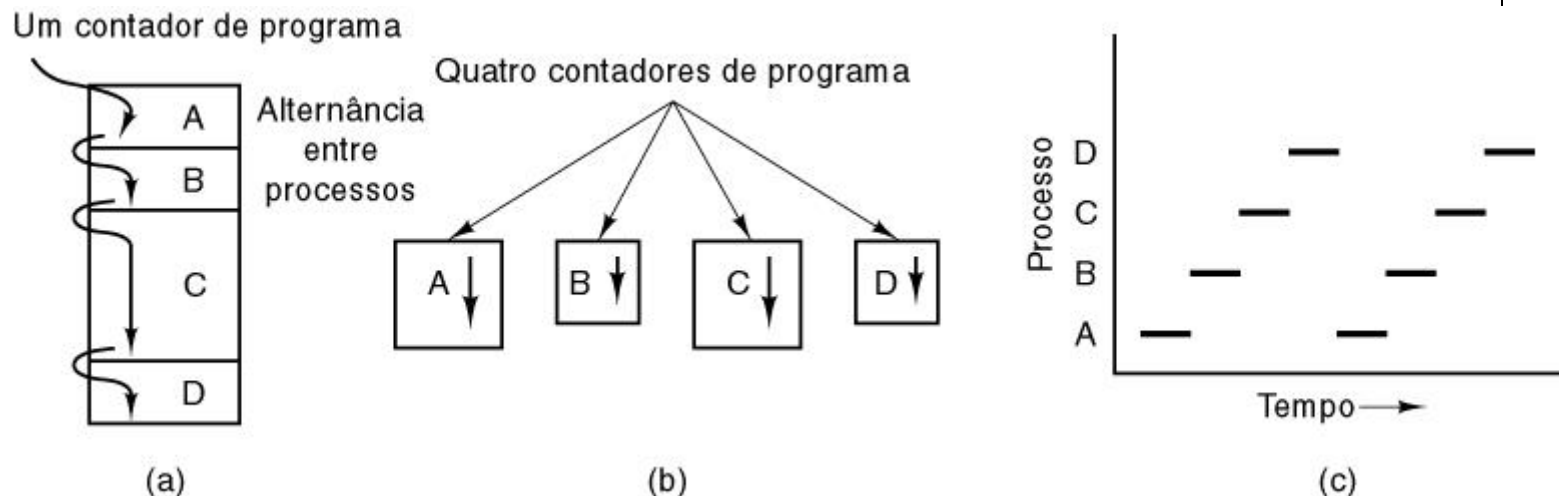 Um contador de programa
A
B
C
D
Alternância
entre
processos
(a)
Quatro contadores de programa
A
B
C
D
(b)
Processo
D
C
B
A
Tempo
(c)